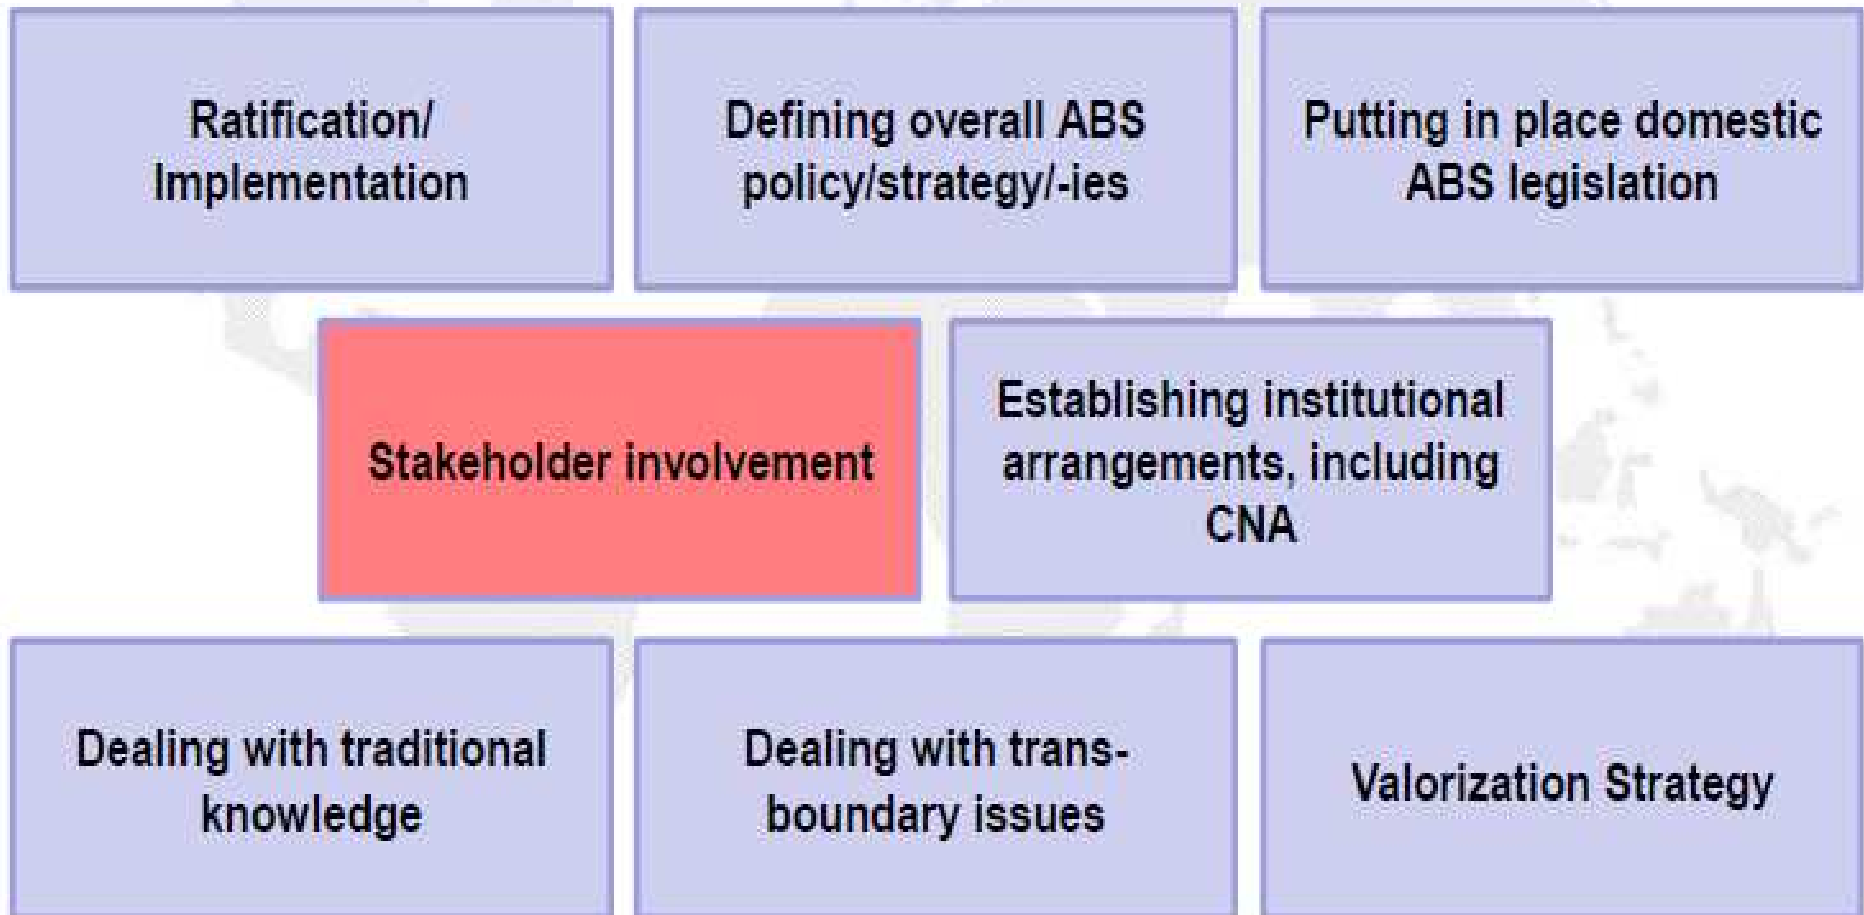 Ratification/
Implementation
Defining overall ABS
policy/strategy/-ies
Putting in place domestic
ABS legislation
Stakeholder involvement
Establishing institutional
arrangements, including
CNA
Dealing with traditional
knowledge
Dealing with trans-
boundary issues
Valorization Strategy